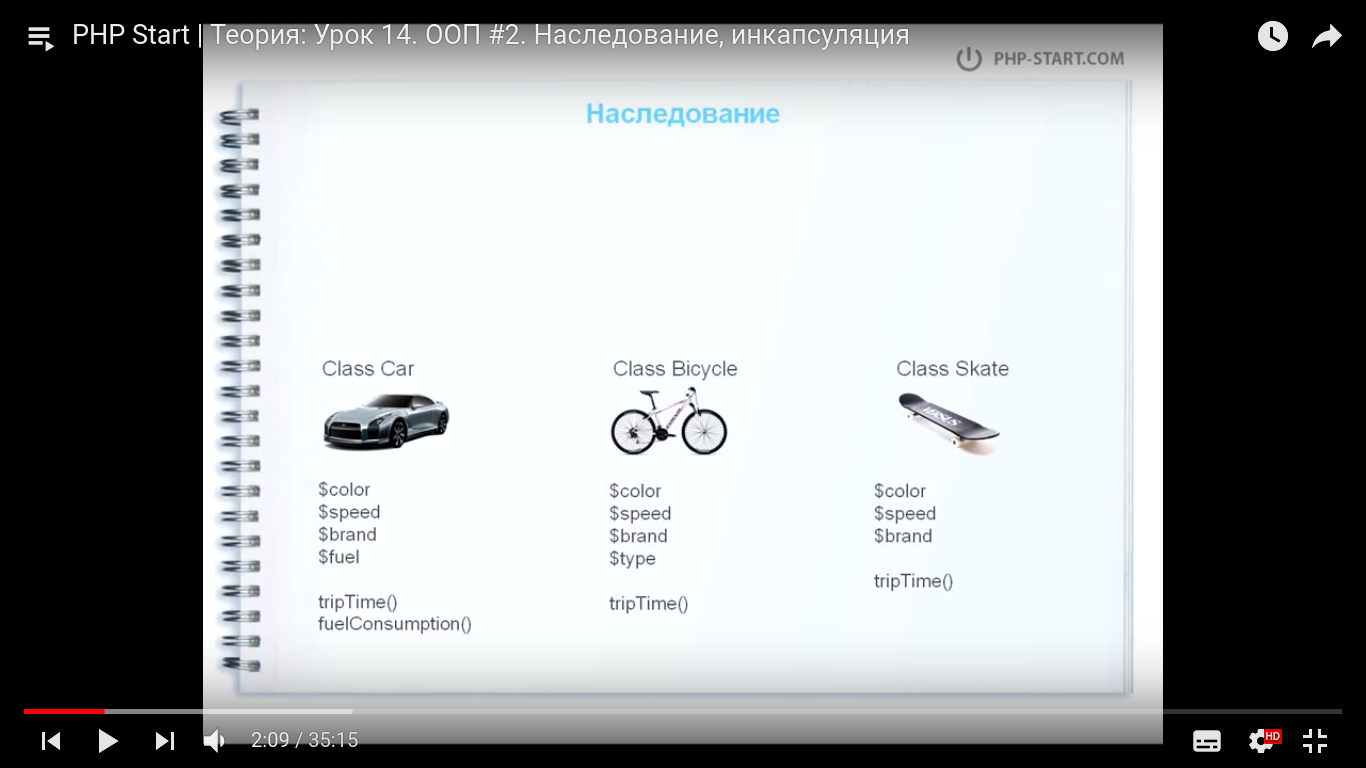 PHP Start | Теория: Урок 14. ООП #2. Наследование, инкапсуляция
PHP-START.COM
Наследование
Class Car
$color
$speed
$brand
$fuel
tripTime()
fuelConsumption()
Class Bicycle
$color
$speed
$brand
$type
tripTime()
Class Skate
VERSUS
$color
$speed
$brand
tripTime()
2:09 / 35:15
HD